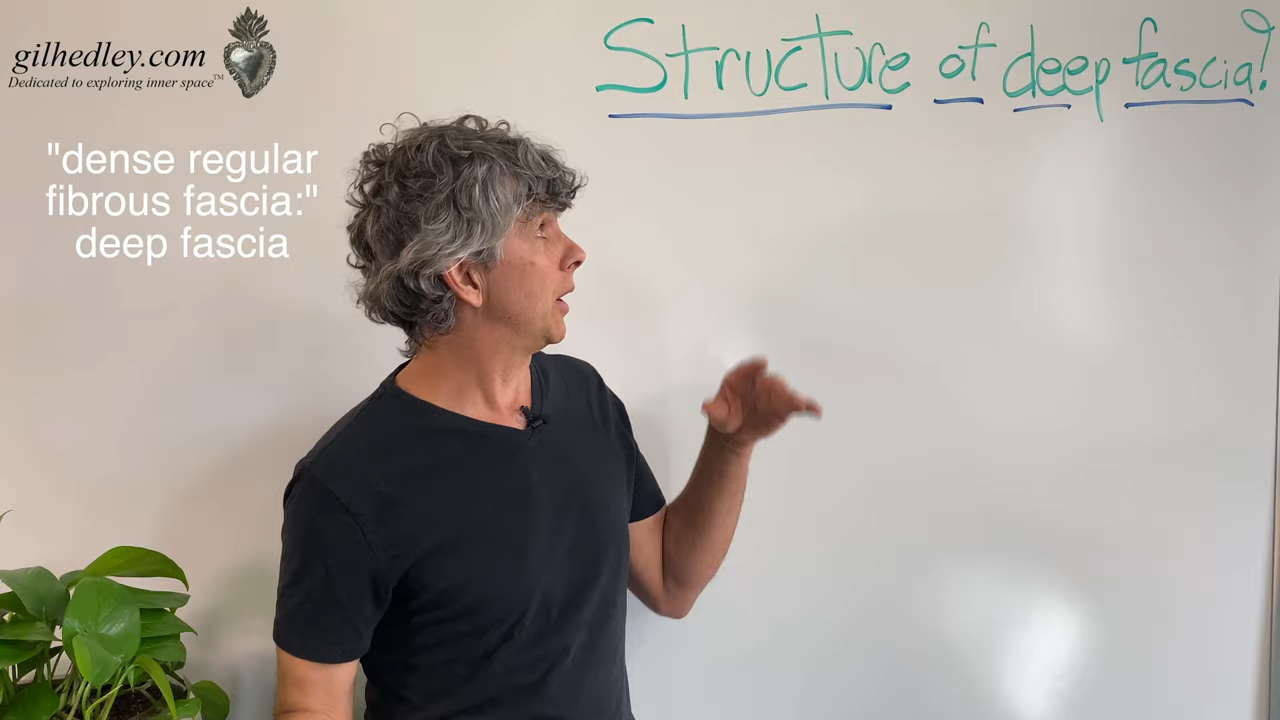 gilhedley.com
Dedicated to exploring inner space™
Structure of deep fascia?
"dense regular
fibrous fascia:"
deep fascia